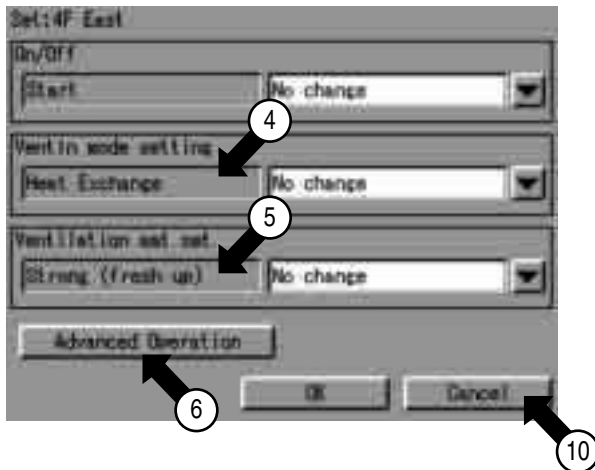 Set:4F East
On/Off
Start No change
4
Ventin mode setting
Heat Exchange No change
5
Ventilation amt set
Strong (fresh up) No change
Advanced Operation
6
OK Cancel
10